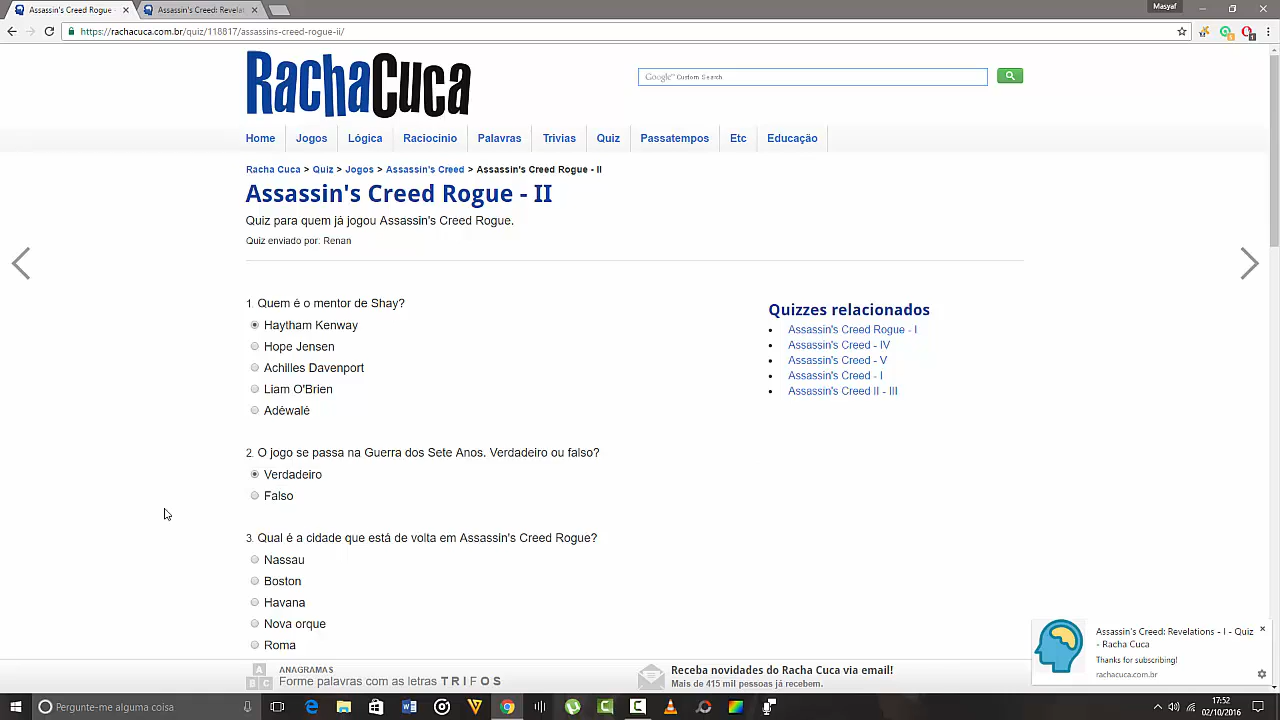 Assassin's Creed Rogue -
Assassin's Creed: Revelat
Masyaf
https://rachacuca.com.br/quiz/118817/assassins-creed-rogue-ii/
RachaCuca
Google™ Custom Search
Home
Jogos
Lógica
Raciocínio
Palavras
Trivias
Quiz
Passatempos
Etc
Educação
Racha Cuca > Quiz > Jogos > Assassin's Creed > Assassin's Creed Rogue - II
Assassin's Creed Rogue - II
Quiz para quem já jogou Assassin's Creed Rogue.
Quiz enviado por: Renan
1. Quem é o mentor de Shay?
Haytham Kenway
Hope Jensen
Achilles Davenport
Liam O'Brien
Adéwalé
2. O jogo se passa na Guerra dos Sete Anos. Verdadeiro ou falso?
Verdadeiro
Falso
3. Qual é a cidade que está de volta em Assassin's Creed Rogue?
Nassau
Boston
Havana
Nova orque
Roma
Quizzes relacionados
Assassin's Creed Rogue - I
Assassin's Creed - IV
Assassin's Creed - V
Assassin's Creed - I
Assassin's Creed II - III
Assassin's Creed: Revelations - I - Quiz
- Racha Cuca
Thanks for subscribing!
rachacuca.com.br
A
B C
ANAGRAMAS
Forme palavras com as letras T R I F O S
Receba novidades do Racha Cuca via email!
Mais de 415 mil pessoas já recebem.
Pergunte-me alguma coisa
17:52
02/10/2016